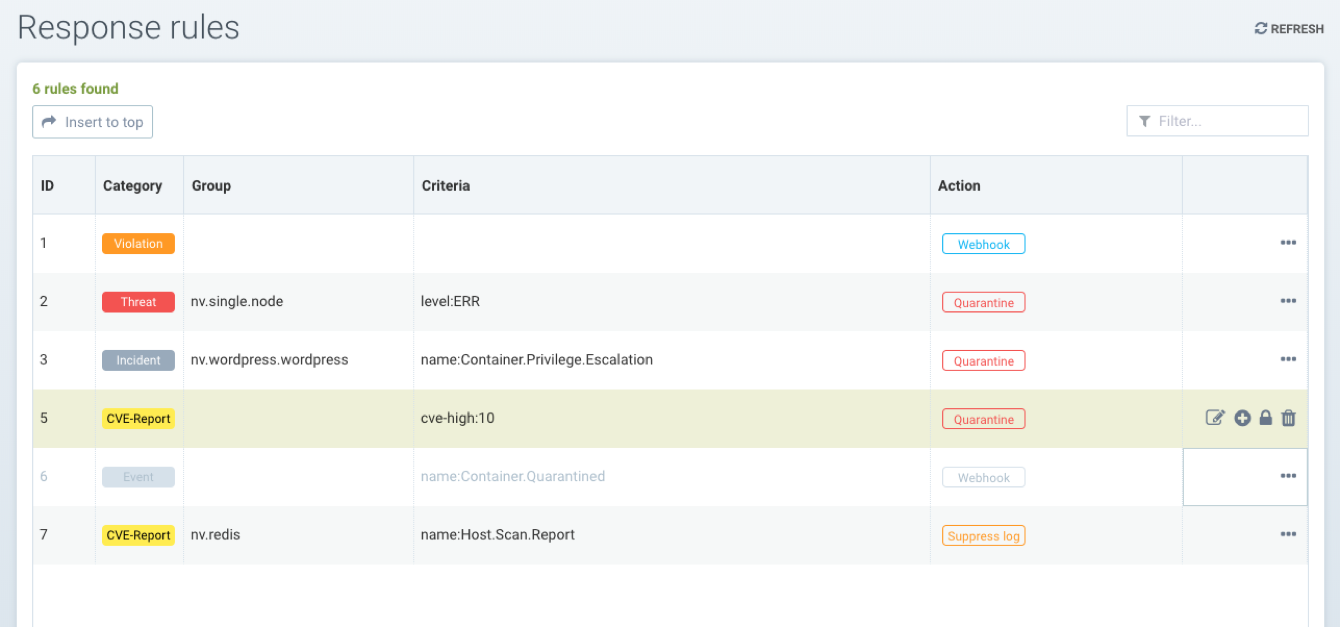 Response rules
REFRESH
6 rules found
Insert to top
Filter...
ID Category Group Criteria Action
1 Violation Webhook
2 Threat nv.single.node level:ERR Quarantine
3 Incident nv.wordpress.wordpress name:Container.Privilege.Escalation Quarantine
5 CVE-Report cve-high:10 Quarantine
6 Event name:Container.Quarantined Webhook
7 CVE-Report nv.redis name:Host.Scan.Report Suppress log